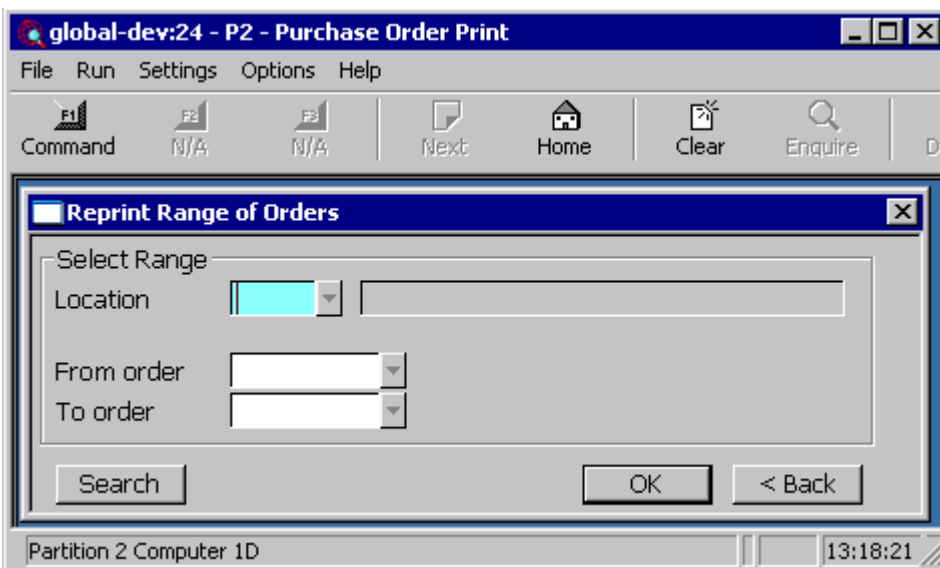 global-dev:24 - P2 - Purchase Order Print
File Run Settings Options Help
F1 F2 F3
Command N/A N/A Next Home Clear Enquire D
Reprint Range of Orders
Select Range
Location
From order
To order
Search OK < Back
Partition 2 Computer 1D 13:18:21